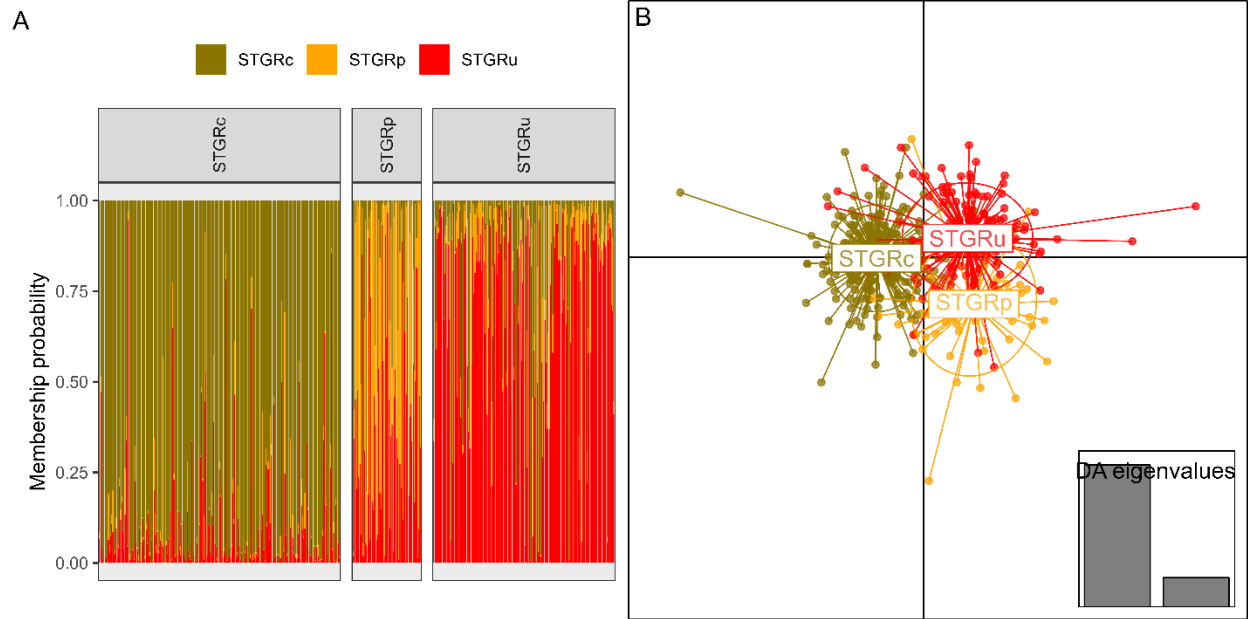 A
STGRc STGRp STGRu
STGRc STGRp STGRu
Membership probability
1.00
0.75
0.50
0.25
0.00
B
STGRu
STGRc
STGRp
DA eigenvalues